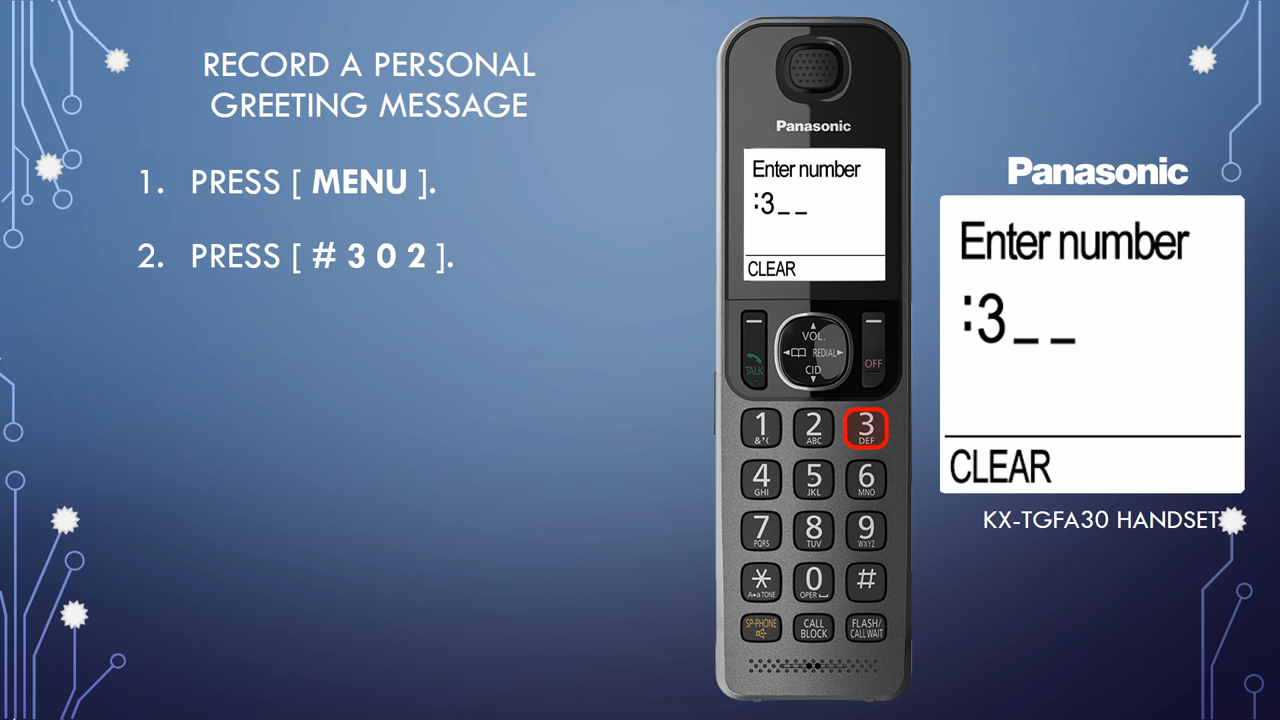 RECORD A PERSONAL
GREETING MESSAGE
1. PRESS [ MENU ].
2. PRESS [ # 3 0 2 ].
Panasonic
Enter number
:3_ _
CLEAR
VOL.
REDIAL
CID
TALK
OFF
1 2 3
ABC DEF
4 5 6
GHI JKL MNO
7 8 9
PQRS TUV WXYZ
* 0 #
A▸a TONE OPER
SP-PHONE CALL BLOCK FLASH/ CALL WAIT
Panasonic
Enter number
:3_ _
CLEAR
KX-TGFA30 HANDSET